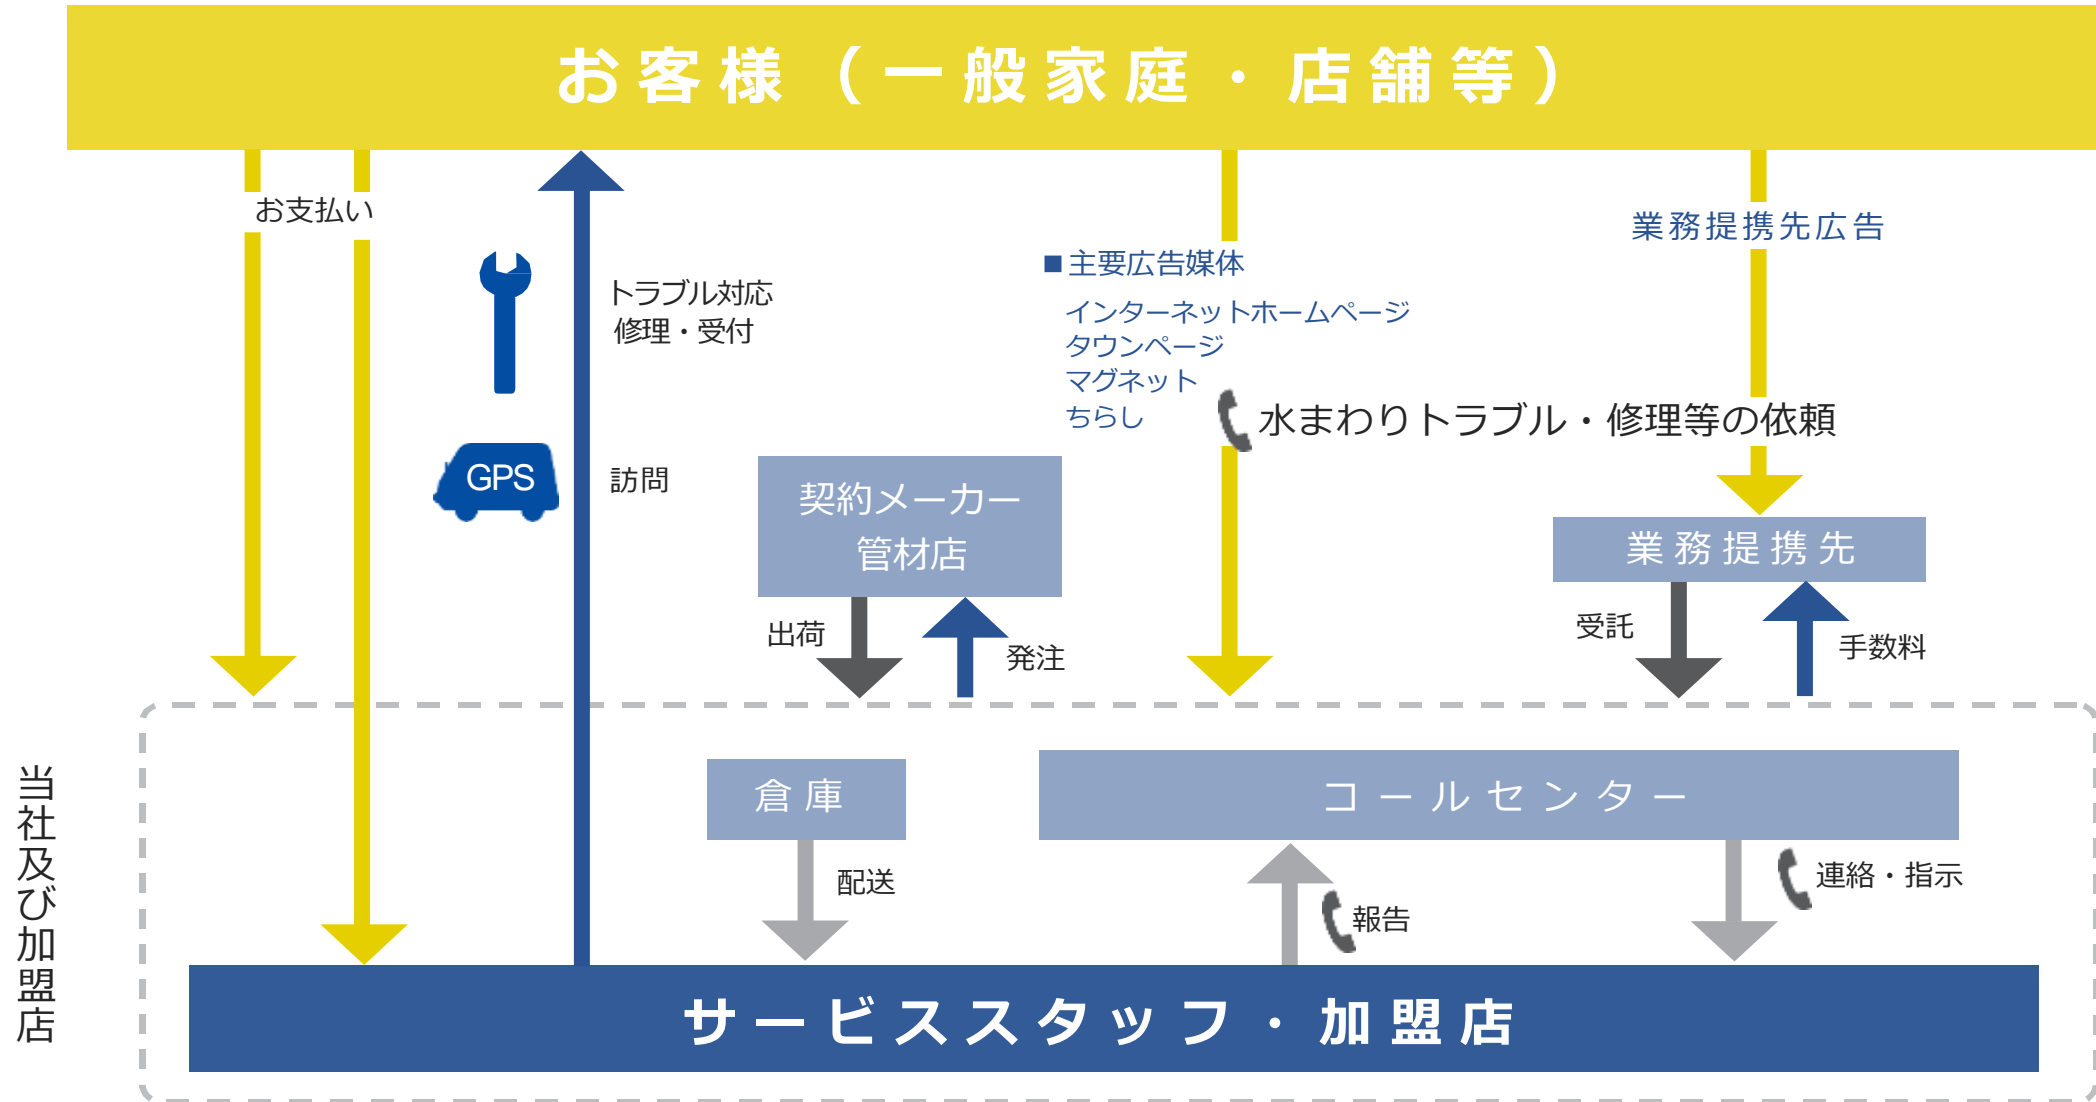 お客様（一般家庭・店舗等）
お支払い
業務提携先広告
■主要広告媒体
インターネットホームページ
タウンページ
マグネット
ちらし
トラブル対応
修理・受付
水まわりトラブル・修理等の依頼
GPS
訪問
契約メーカー
管材店
業務提携先
出荷
発注
受託
手数料
当社及び加盟店
倉庫
コールセンター
配送
報告
連絡・指示
サービススタッフ・加盟店